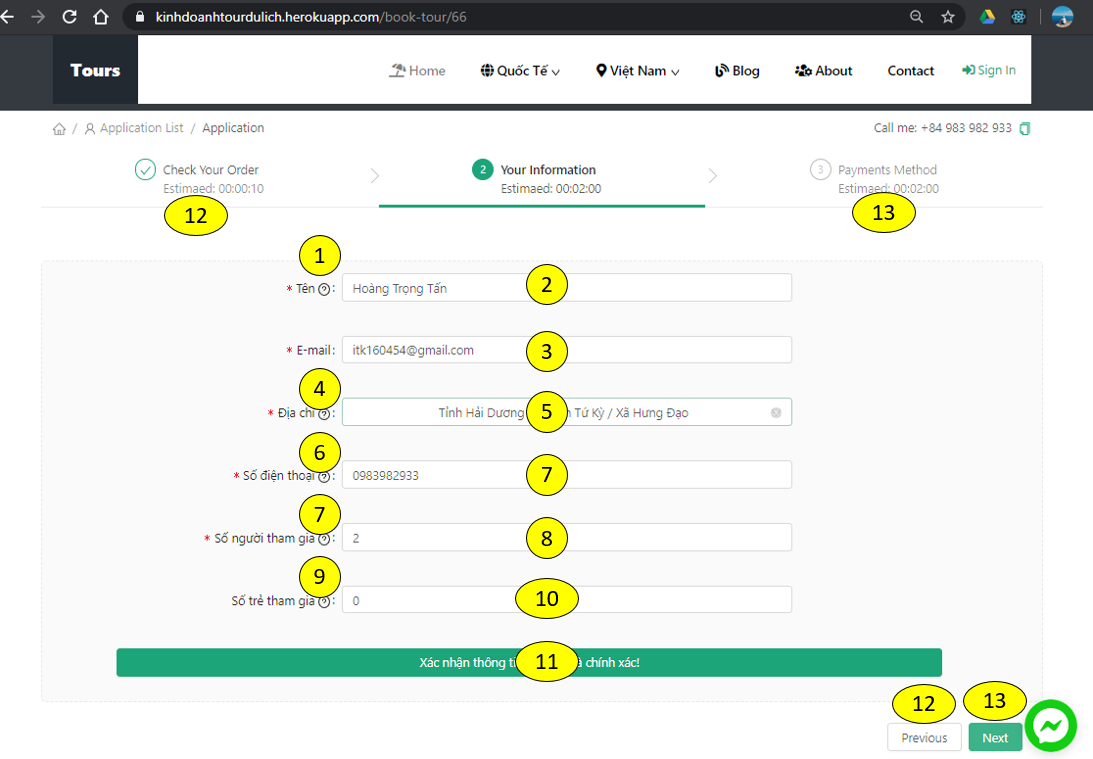 kinhdoanhtourdulich.herokuapp.com/book-tour/66
Tours Home Quốc Tế Việt Nam Blog About Contact Sign In
/ Application List / Application Call me: +84 983 982 933
Check Your Order 2 Your Information 3 Payments Method
Estimaed: 00:00:10 Estimaed: 00:02:00 Estimaed: 00:02:00
12 13
1
* Tên ? : Hoàng Trọng Tấn 2
* E-mail : itk160454@gmail.com 3
4
* Địa chỉ ? : Tỉnh Hải Dương 5 Tứ Kỳ / Xã Hưng Đạo
6
* Số điện thoại ? : 0983982933 7
7
* Số người tham gia ? : 2 8
9
Số trẻ tham gia ? : 0 10
Xác nhận thông 11 chính xác!
12 13
Previous Next